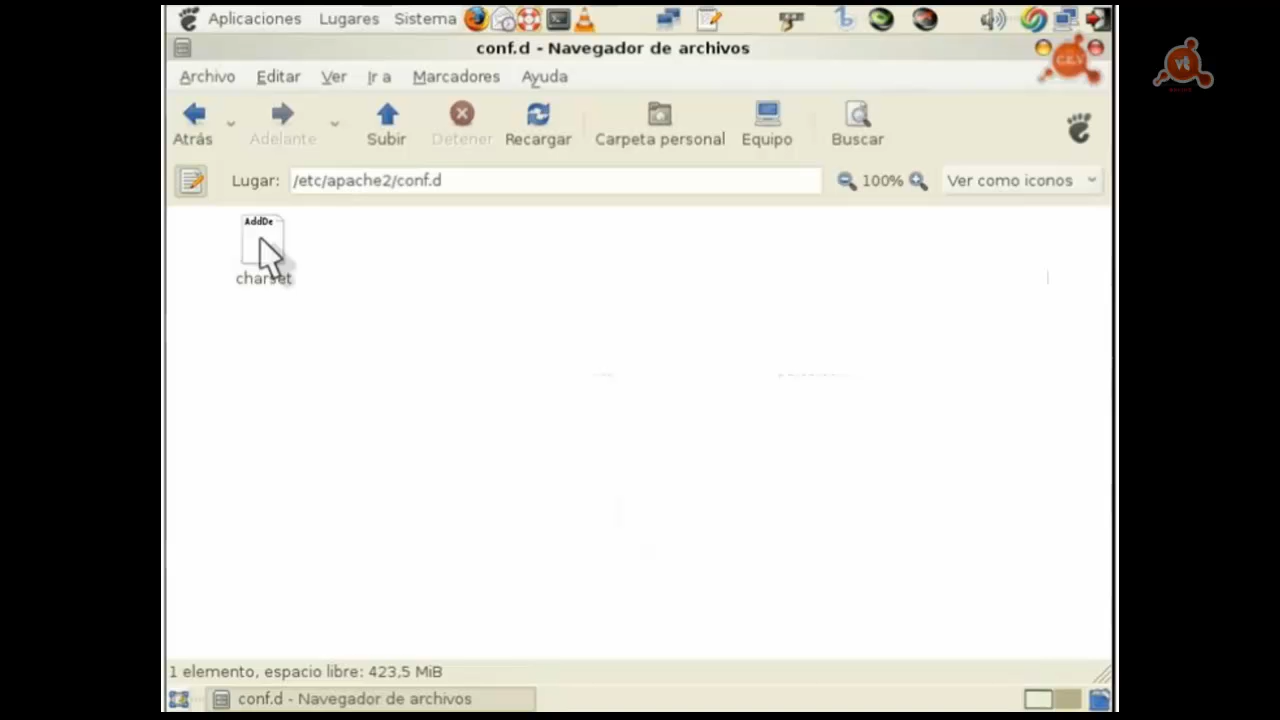 Aplicaciones Lugares Sistema
conf.d - Navegador de archivos
Archivo Editar Ver Ir a Marcadores Ayuda
Atrás Adelante Subir Detener Recargar Carpeta personal Equipo Buscar
Lugar: /etc/apache2/conf.d 100% Ver como iconos
AddDe
charset
1 elemento, espacio libre: 423,5 MiB
conf.d - Navegador de archivos
vt